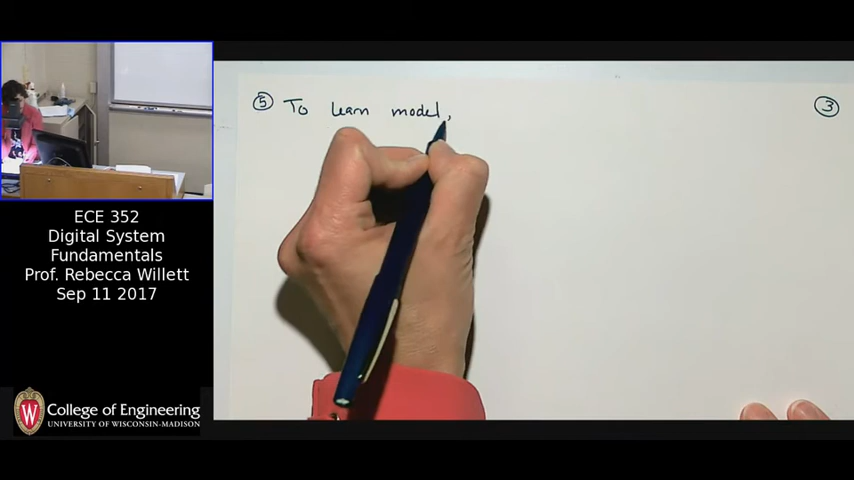 ⑤ To learn model,
③
ECE 352
Digital System
Fundamentals
Prof. Rebecca Willett
Sep 11 2017
W
College of Engineering
UNIVERSITY OF WISCONSIN-MADISON